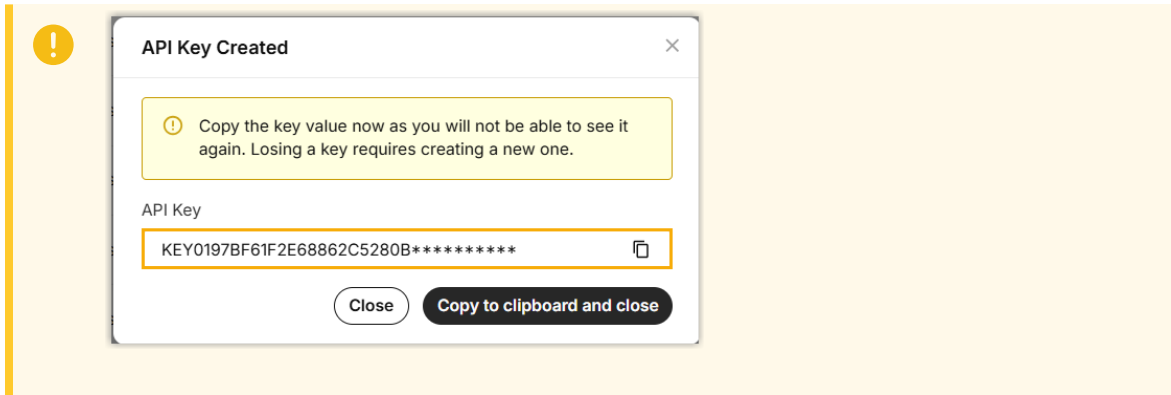 API Key Created
Copy the key value now as you will not be able to see it
again. Losing a key requires creating a new one.
API Key
KEY0197BF61F2E68862C5280B**********
Close
Copy to clipboard and close